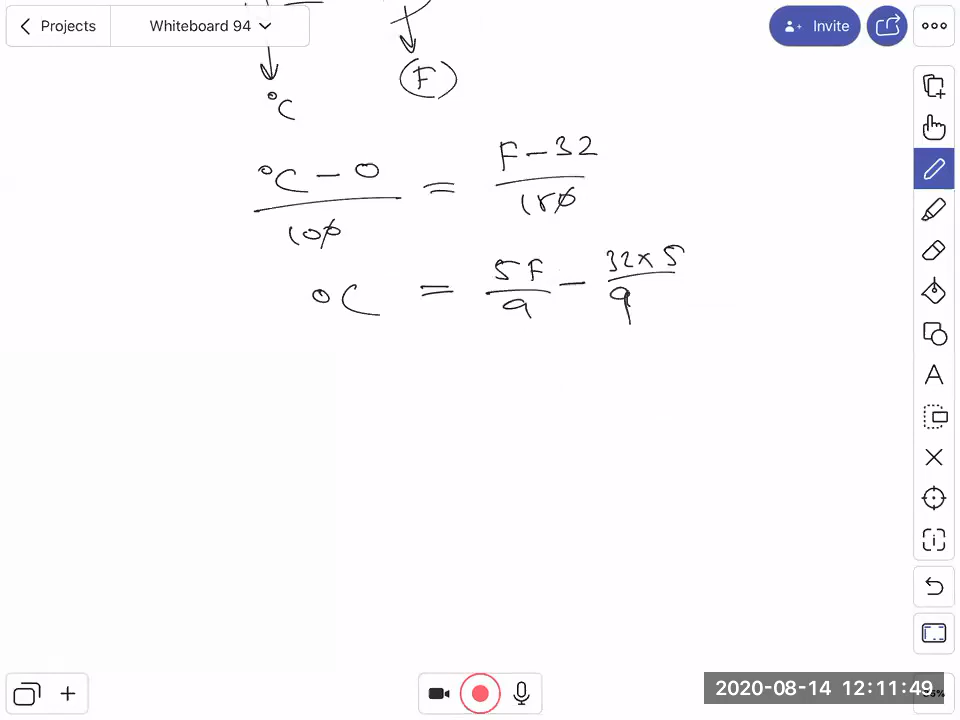 Projects
Whiteboard 94
Invite
F
°C
°C - 0 / 100 = F - 32 / 180
°C = 5F / 9 - 32 x 5 / 9
A
2020-08-14 12:11:49